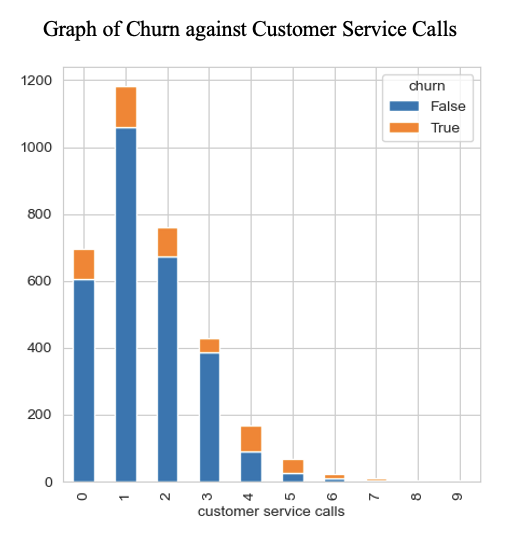 Graph of Churn against Customer Service Calls
churn
False
True
1200
1000
800
600
400
200
0
0 1 2 3 4 5 6 7 8 9
customer service calls